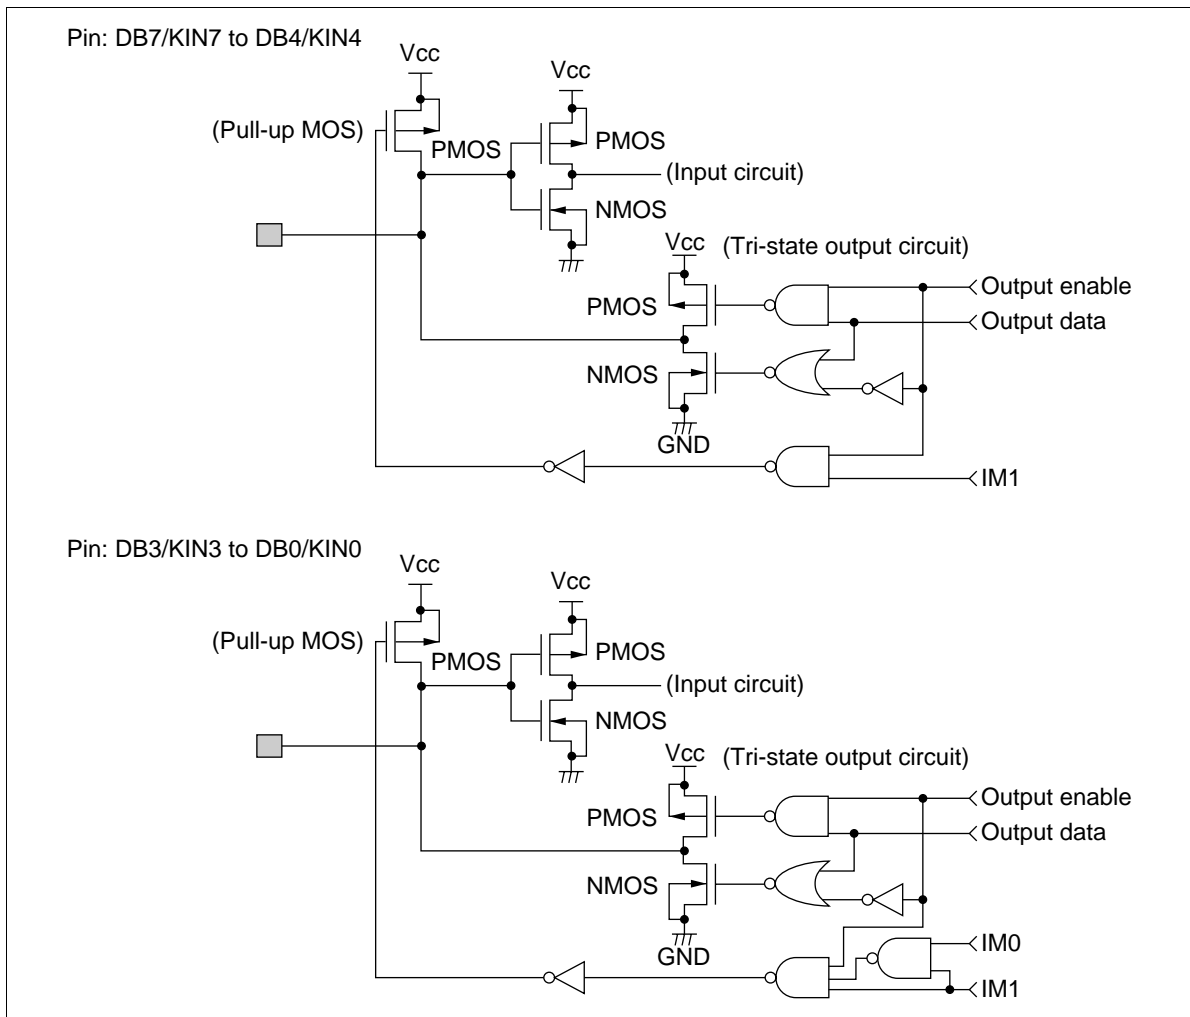 Pin: DB7/KIN7 to DB4/KIN4
Vcc
Vcc
(Pull-up MOS)
PMOS
PMOS
(Input circuit)
NMOS
Vcc
(Tri-state output circuit)
Output enable
PMOS
Output data
NMOS
GND
IM1
Pin: DB3/KIN3 to DB0/KIN0
Vcc
Vcc
(Pull-up MOS)
PMOS
PMOS
(Input circuit)
NMOS
Vcc
(Tri-state output circuit)
Output enable
PMOS
Output data
NMOS
GND
IM0
IM1